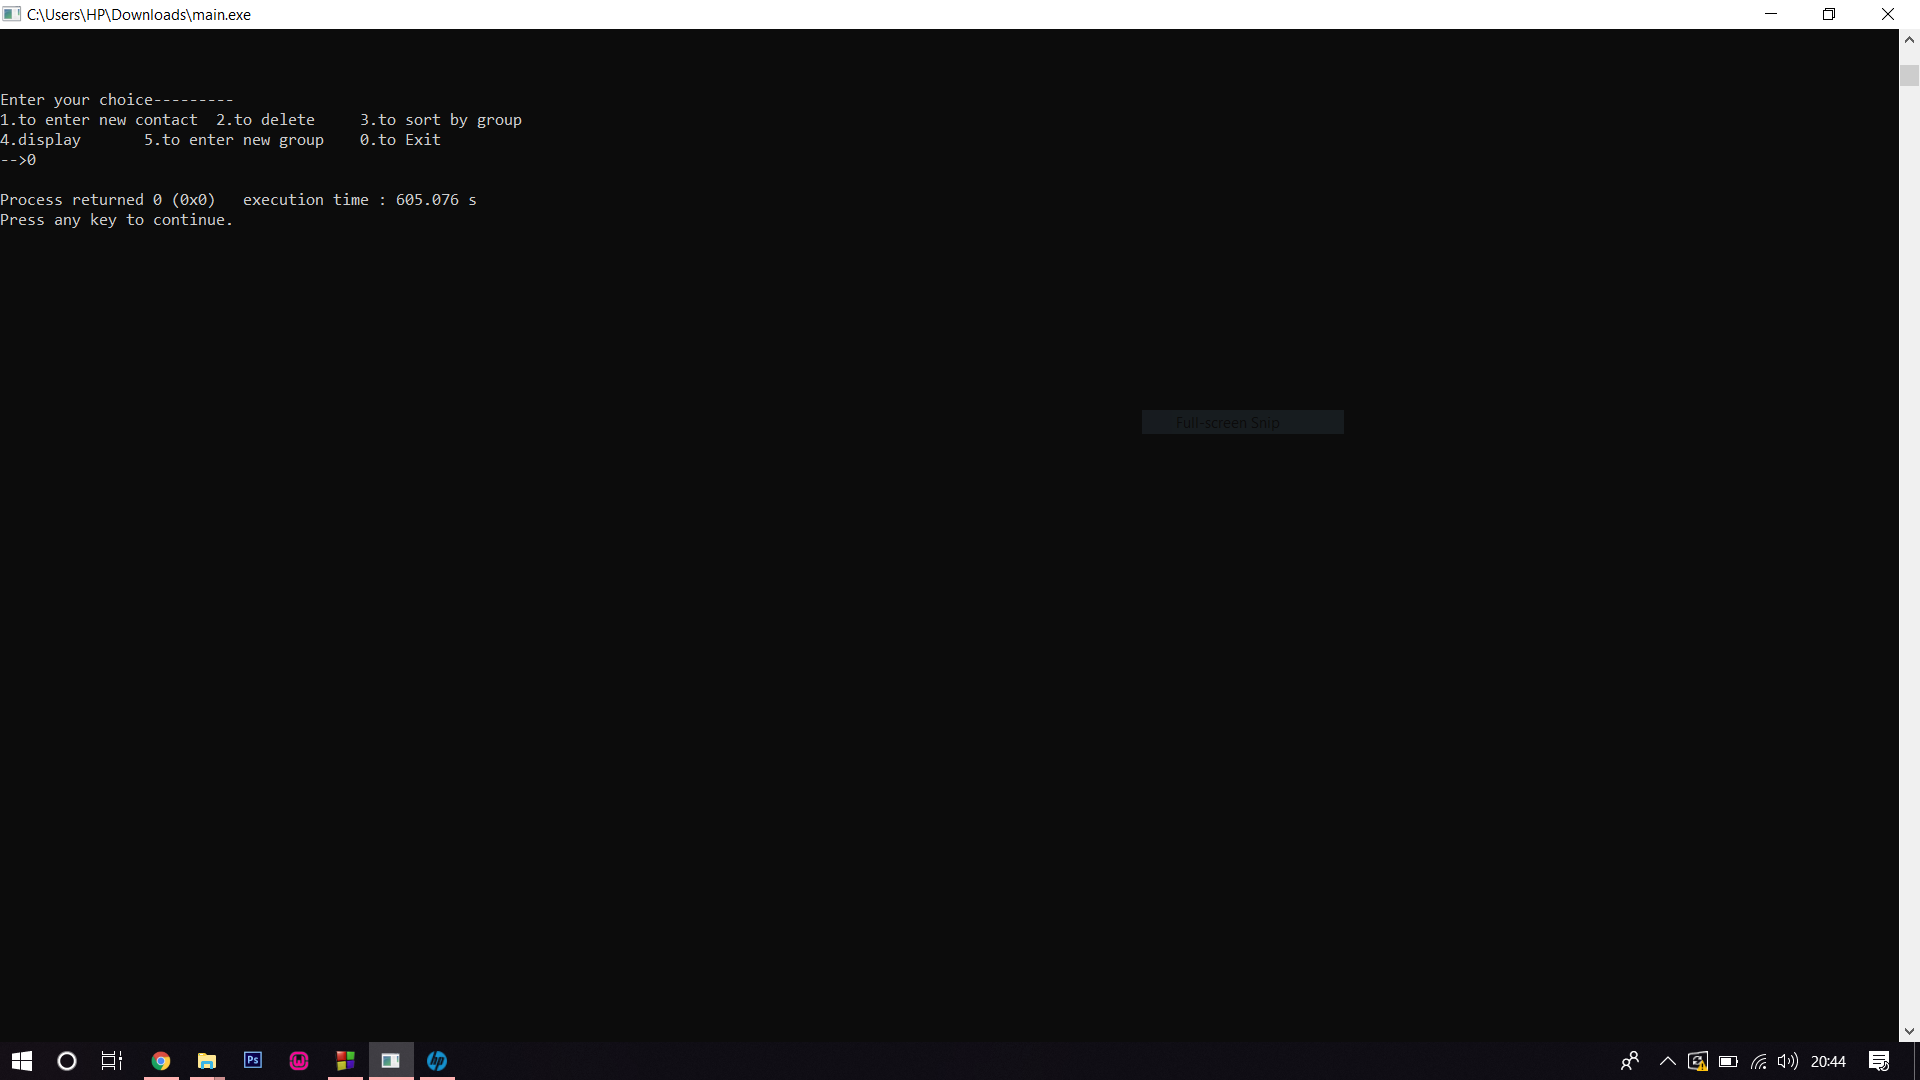 C:\Users\HP\Downloads\main.exe
Enter your choice---------
1.to enter new contact  2.to delete     3.to sort by group
4.display       5.to enter new group    0.to Exit
-->0
Process returned 0 (0x0)   execution time : 605.076 s
Press any key to continue.
Full-screen Snip
Ps
hp
20:44